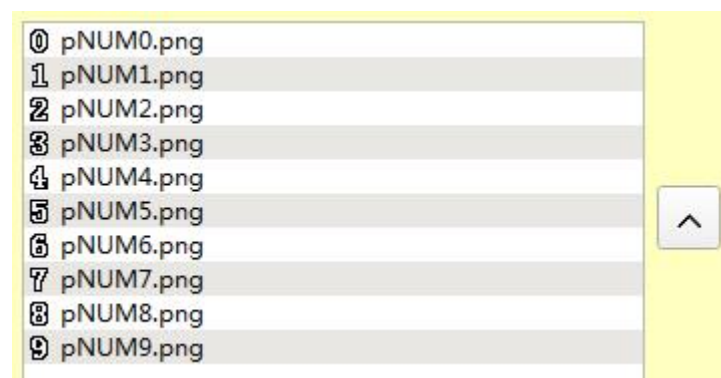 0 pNUM0.png
1 pNUM1.png
2 pNUM2.png
3 pNUM3.png
4 pNUM4.png
5 pNUM5.png
6 pNUM6.png
7 pNUM7.png
8 pNUM8.png
9 pNUM9.png